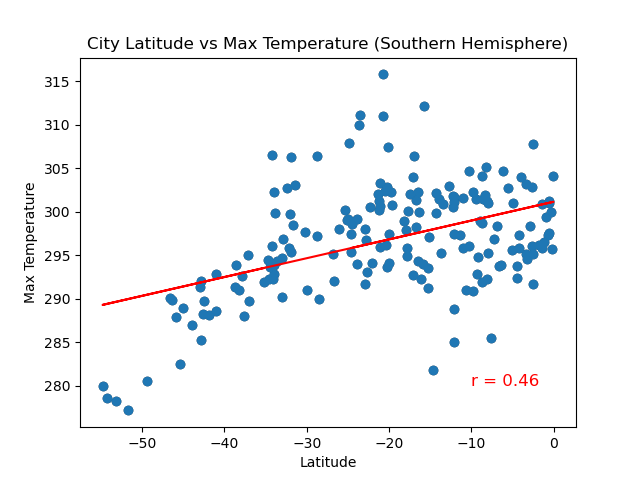 City Latitude vs Max Temperature (Southern Hemisphere)
Max Temperature
315
310
305
300
295
290
285
280
r = 0.46
−50 −40 −30 −20 −10 0
Latitude